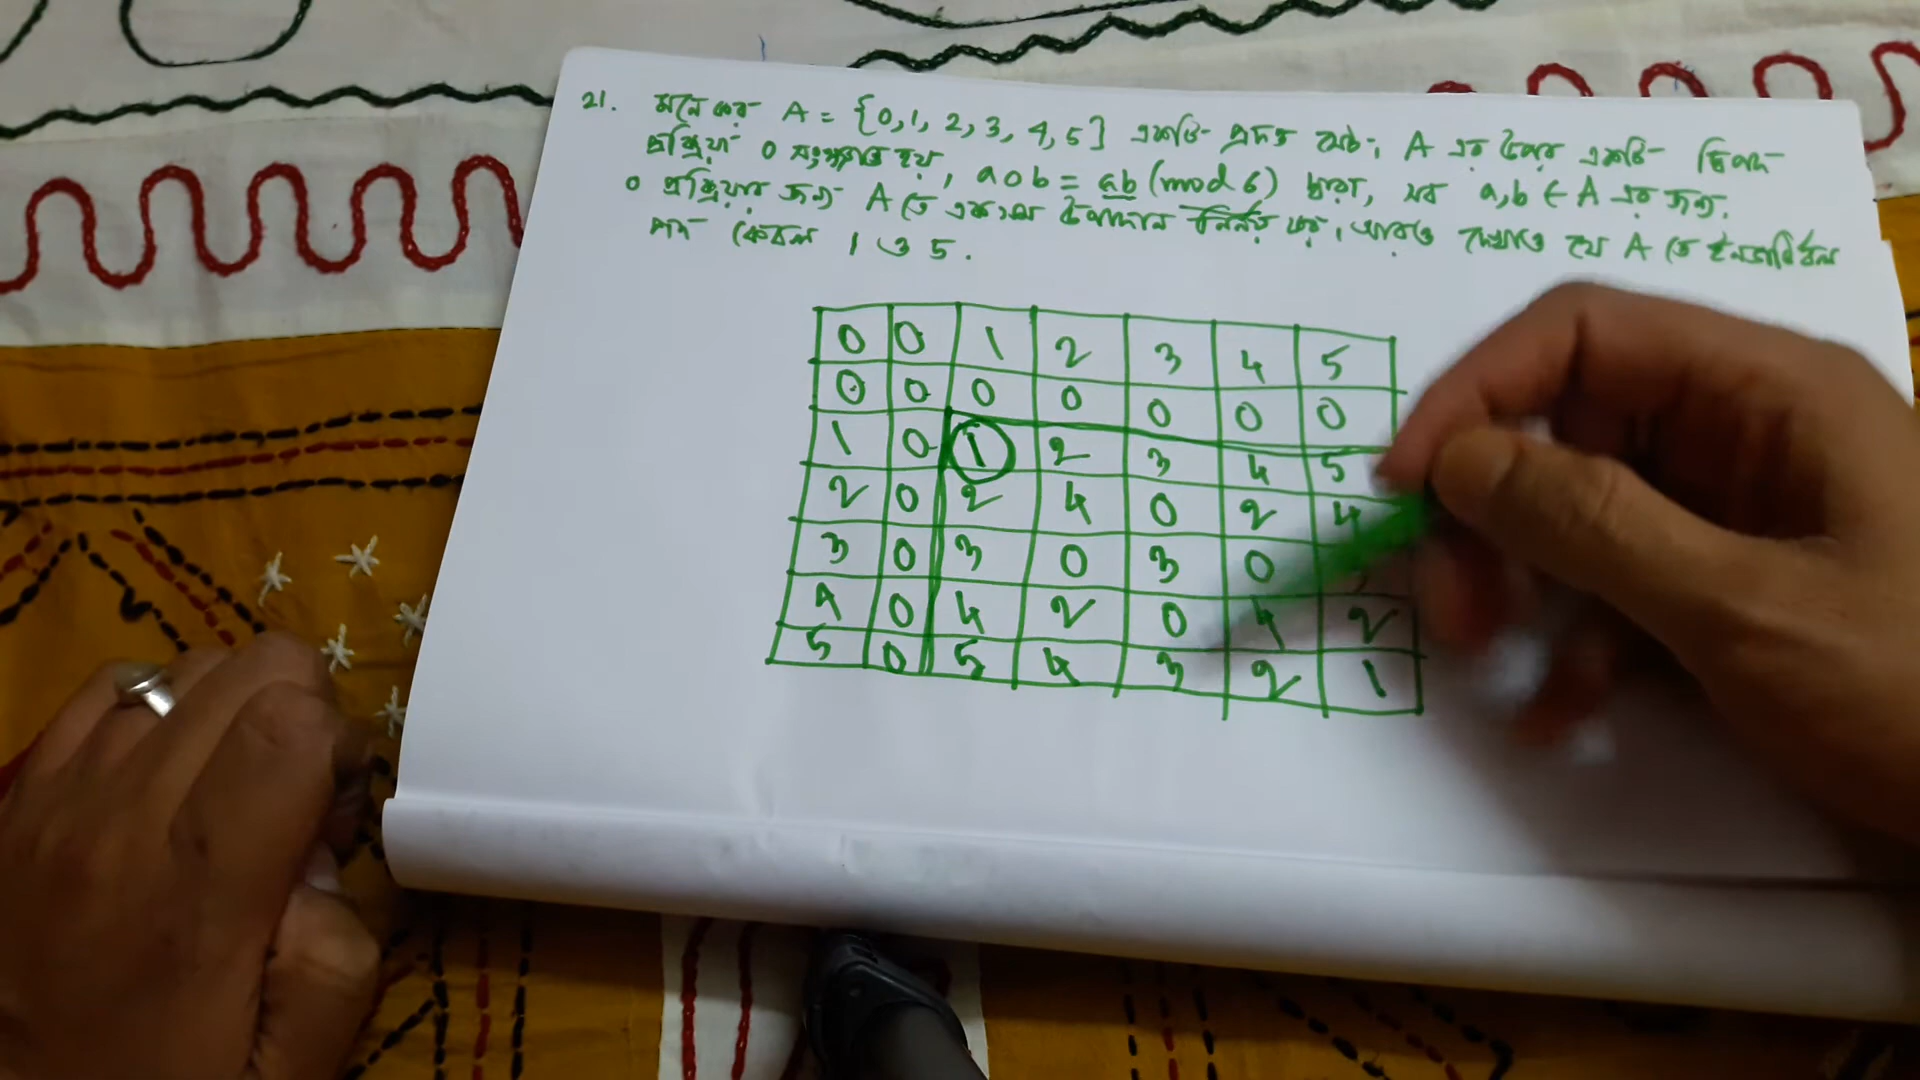 21. মনে কর A = {0, 1, 2, 3, 4, 5} একটি প্রদত্ত সেট। A এর উপর একটি দ্বিপদ
প্রক্রিয়া o সংজ্ঞায়িত হয়, aob = ab (mod 6) দ্বারা, সব a, b ∈ A এর জন্য,
o প্রক্রিয়ার জন্য A তে একসম উপাদান নির্ণয় কর। আরও দেখাও যে A তে ইনভার্টিবল
পদ কেবল 1 ও 5.
0 0 1 2 3 4 5
0 0 0 0 0 0 0
1 0 1 2 3 4 5
2 0 2 4 0 2 4
3 0 3 0 3 0
4 0 4 2 0 4 2
5 0 5 4 3 2 1